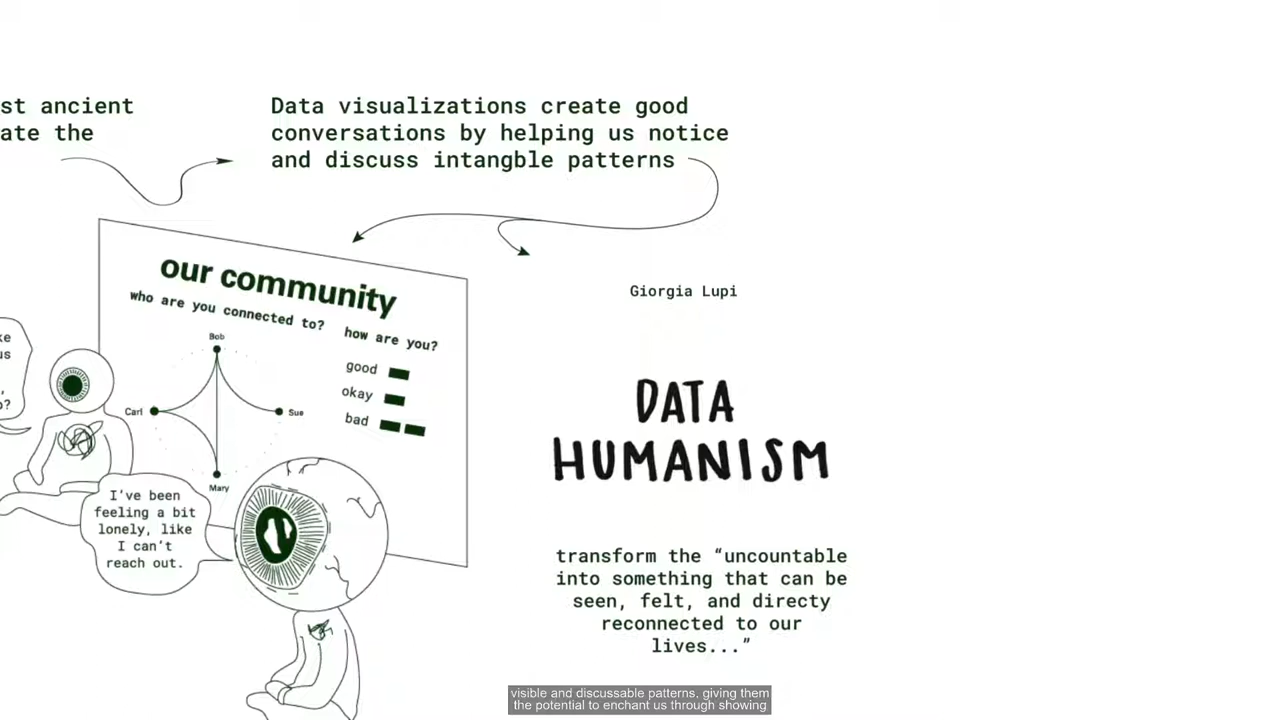 st ancient
ate the
Data visualizations create good
conversations by helping us notice
and discuss intangble patterns
our community
who are you connected to?
how are you?
Bob
Carl
Sue
Mary
good
okay
bad
ke
us
,
o?
I've been
feeling a bit
lonely, like
I can't
reach out.
Giorgia Lupi
DATA
HUMANISM
transform the “uncountable
into something that can be
seen, felt, and directy
reconnected to our
lives...”
visible and discussable patterns, giving them
the potential to enchant us through showing